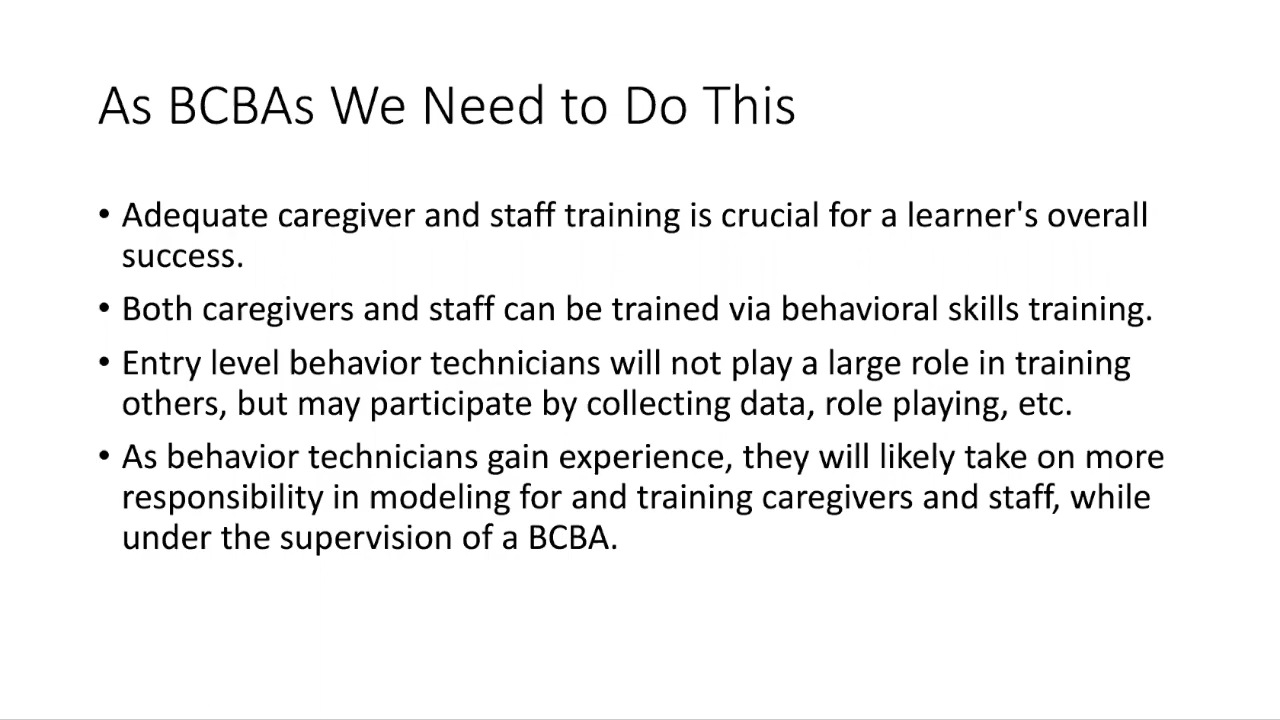 As BCBAs We Need to Do This
• Adequate caregiver and staff training is crucial for a learner's overall
success.
• Both caregivers and staff can be trained via behavioral skills training.
• Entry level behavior technicians will not play a large role in training
others, but may participate by collecting data, role playing, etc.
• As behavior technicians gain experience, they will likely take on more
responsibility in modeling for and training caregivers and staff, while
under the supervision of a BCBA.